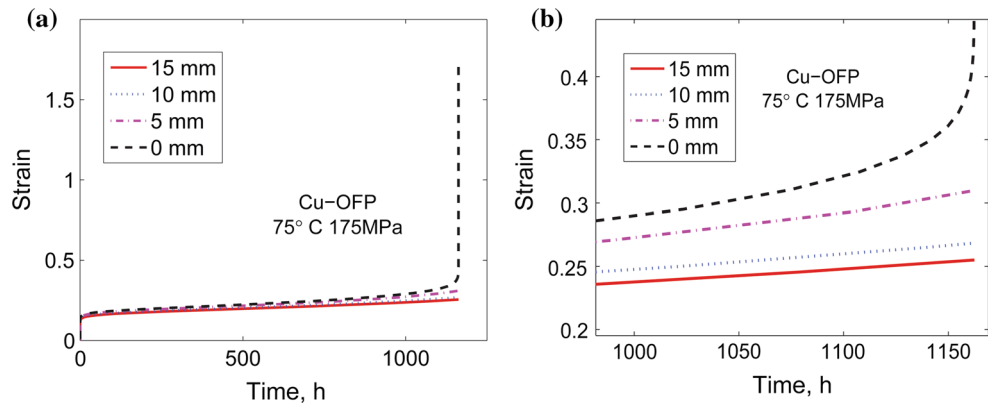 (a)
Strain
1.5
1
0.5
0
15 mm
10 mm
5 mm
0 mm
Cu−OFP
75° C 175MPa
0 500 1000
Time, h
(b)
Strain
0.4
0.35
0.3
0.25
0.2
15 mm
10 mm
5 mm
0 mm
Cu−OFP
75° C 175MPa
1000 1050 1100 1150
Time, h